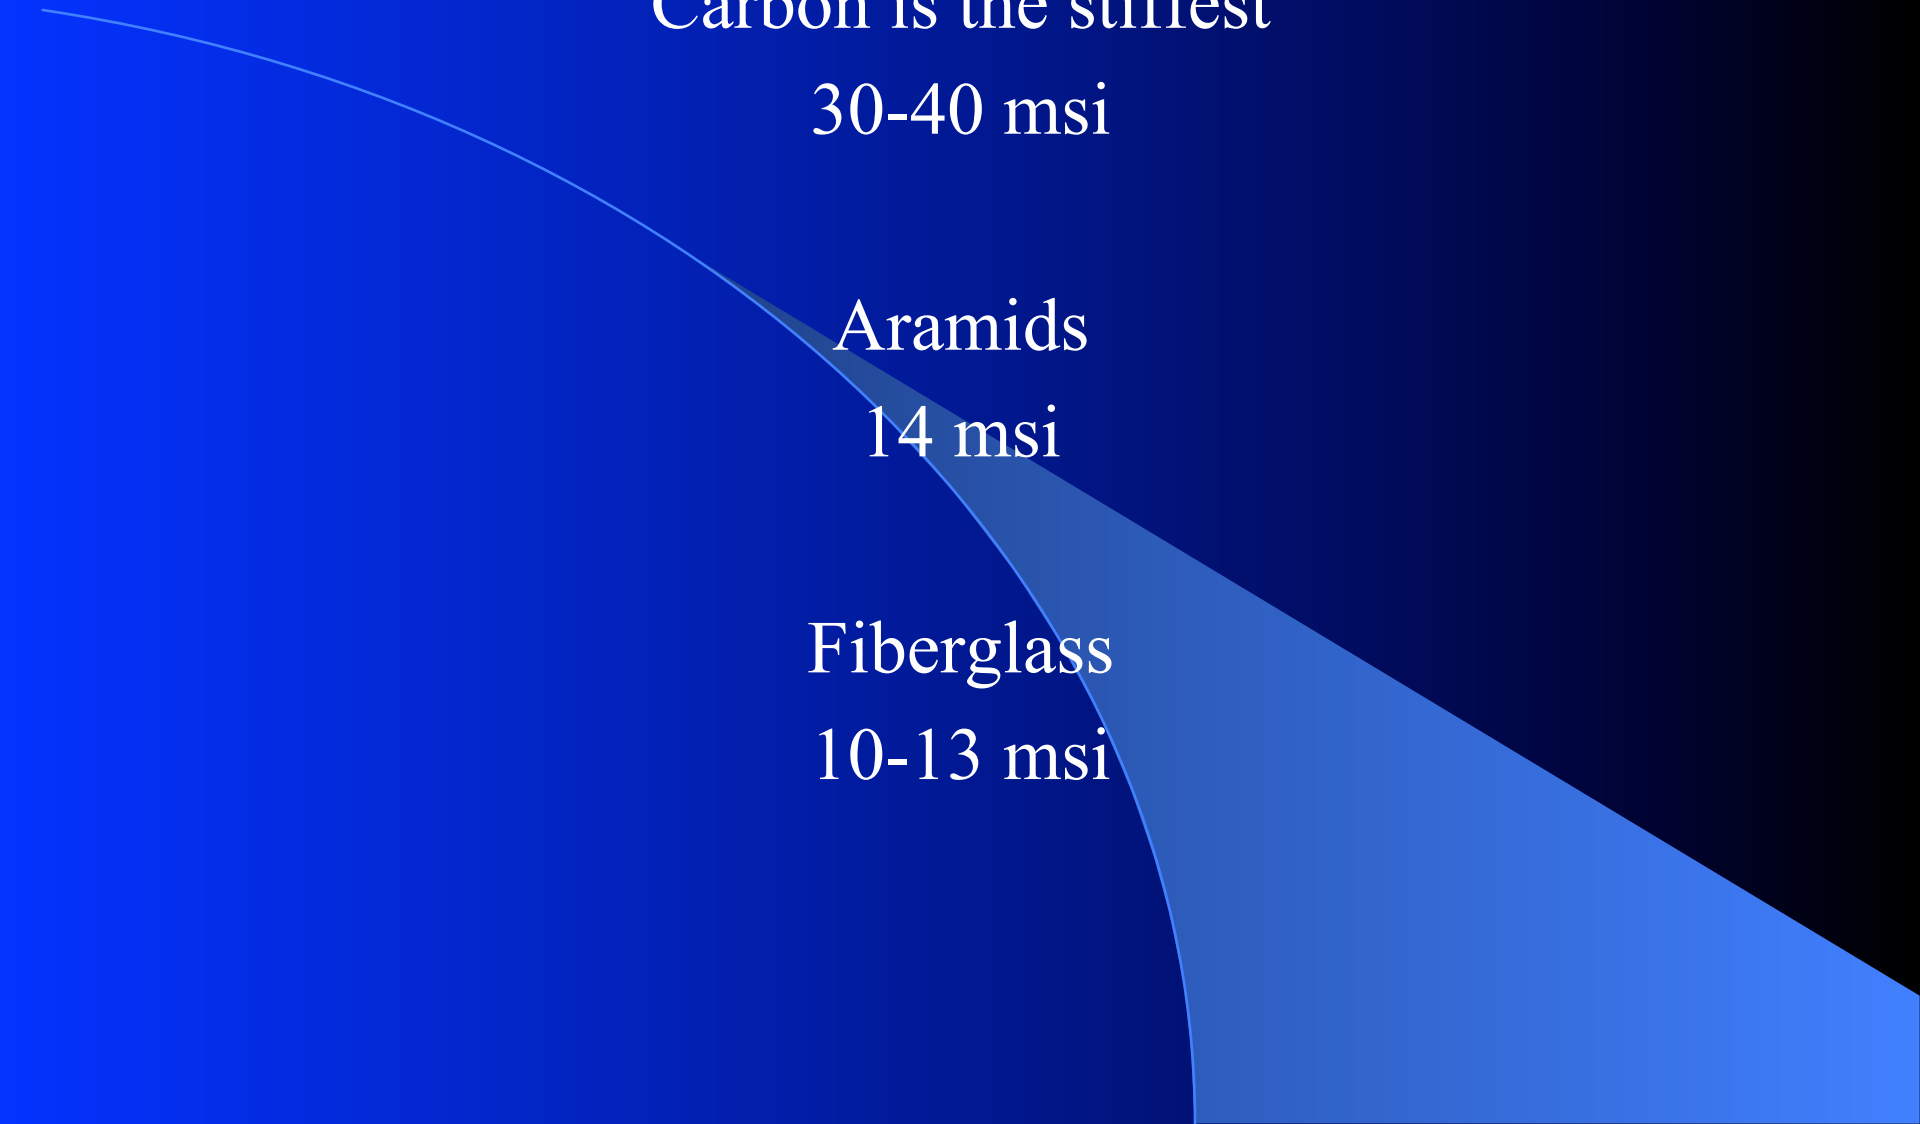 Carbon is the stiffest
30-40 msi
Aramids
14 msi
Fiberglass
10-13 msi